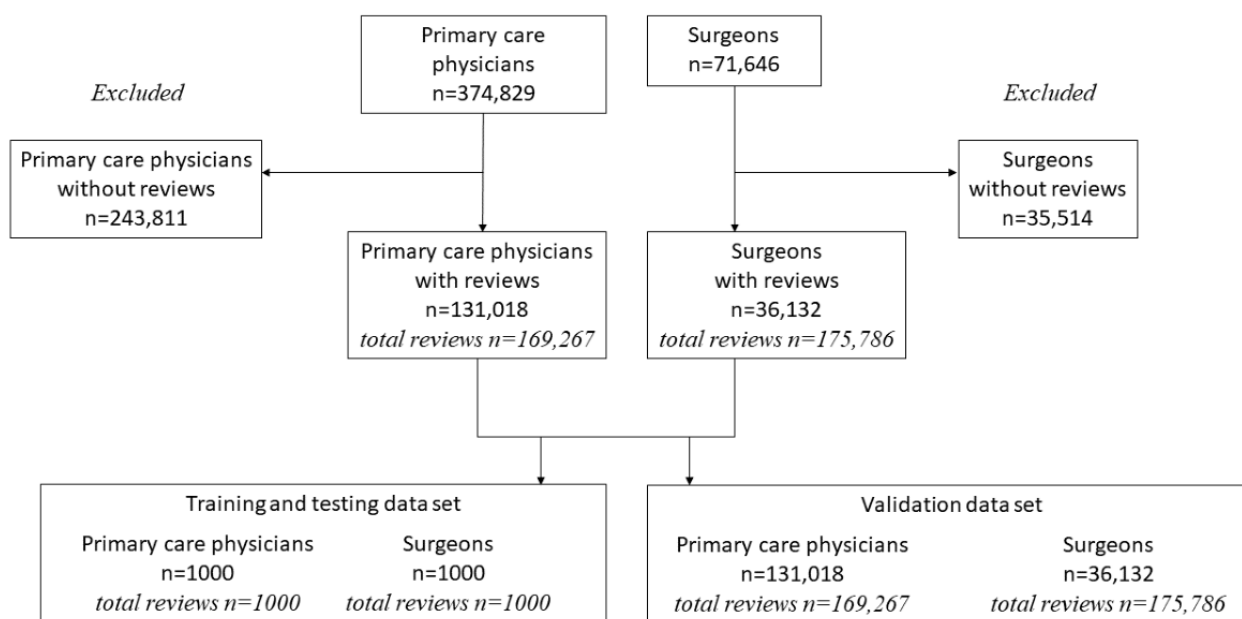 Primary care
physicians
n=374,829
Surgeons
n=71,646
Excluded
Excluded
Primary care physicians
without reviews
n=243,811
Surgeons
without reviews
n=35,514
Primary care physicians
with reviews
n=131,018
total reviews n=169,267
Surgeons
with reviews
n=36,132
total reviews n=175,786
Training and testing data set
Primary care physicians
n=1000
total reviews n=1000
Surgeons
n=1000
total reviews n=1000
Validation data set
Primary care physicians
n=131,018
total reviews n=169,267
Surgeons
n=36,132
total reviews n=175,786